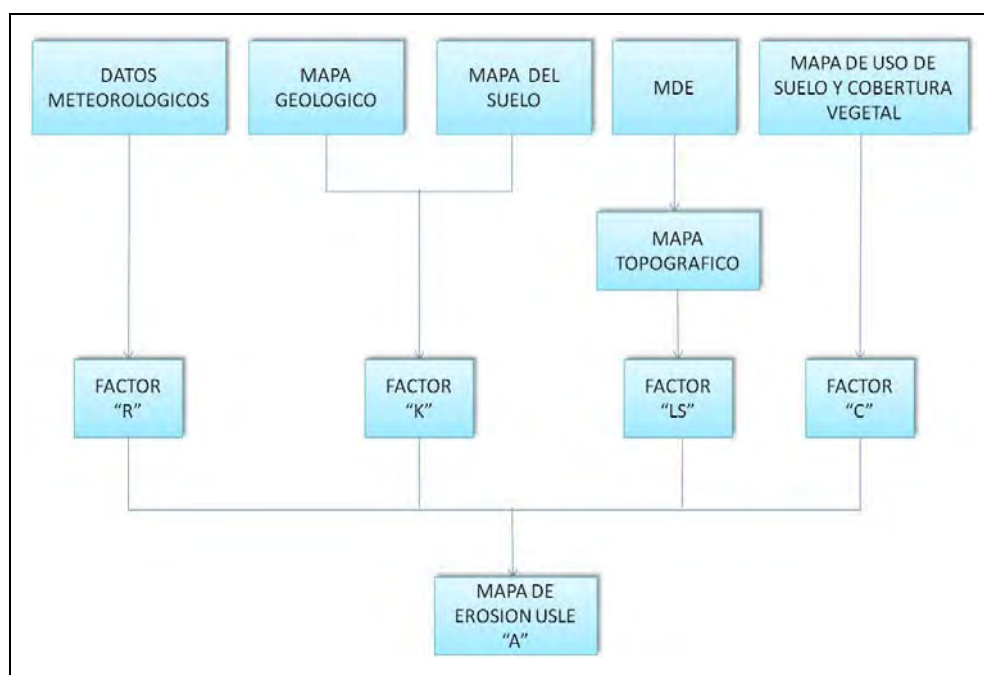 DATOS
METEOROLOGICOS
MAPA
GEOLOGICO
MAPA DEL
SUELO
MDE
MAPA DE USO DE
SUELO Y COBERTURA
VEGETAL
MAPA
TOPOGRAFICO
FACTOR
“R”
FACTOR
“K”
FACTOR
“LS”
FACTOR
“C”
MAPA DE
EROSION USLE
“A”